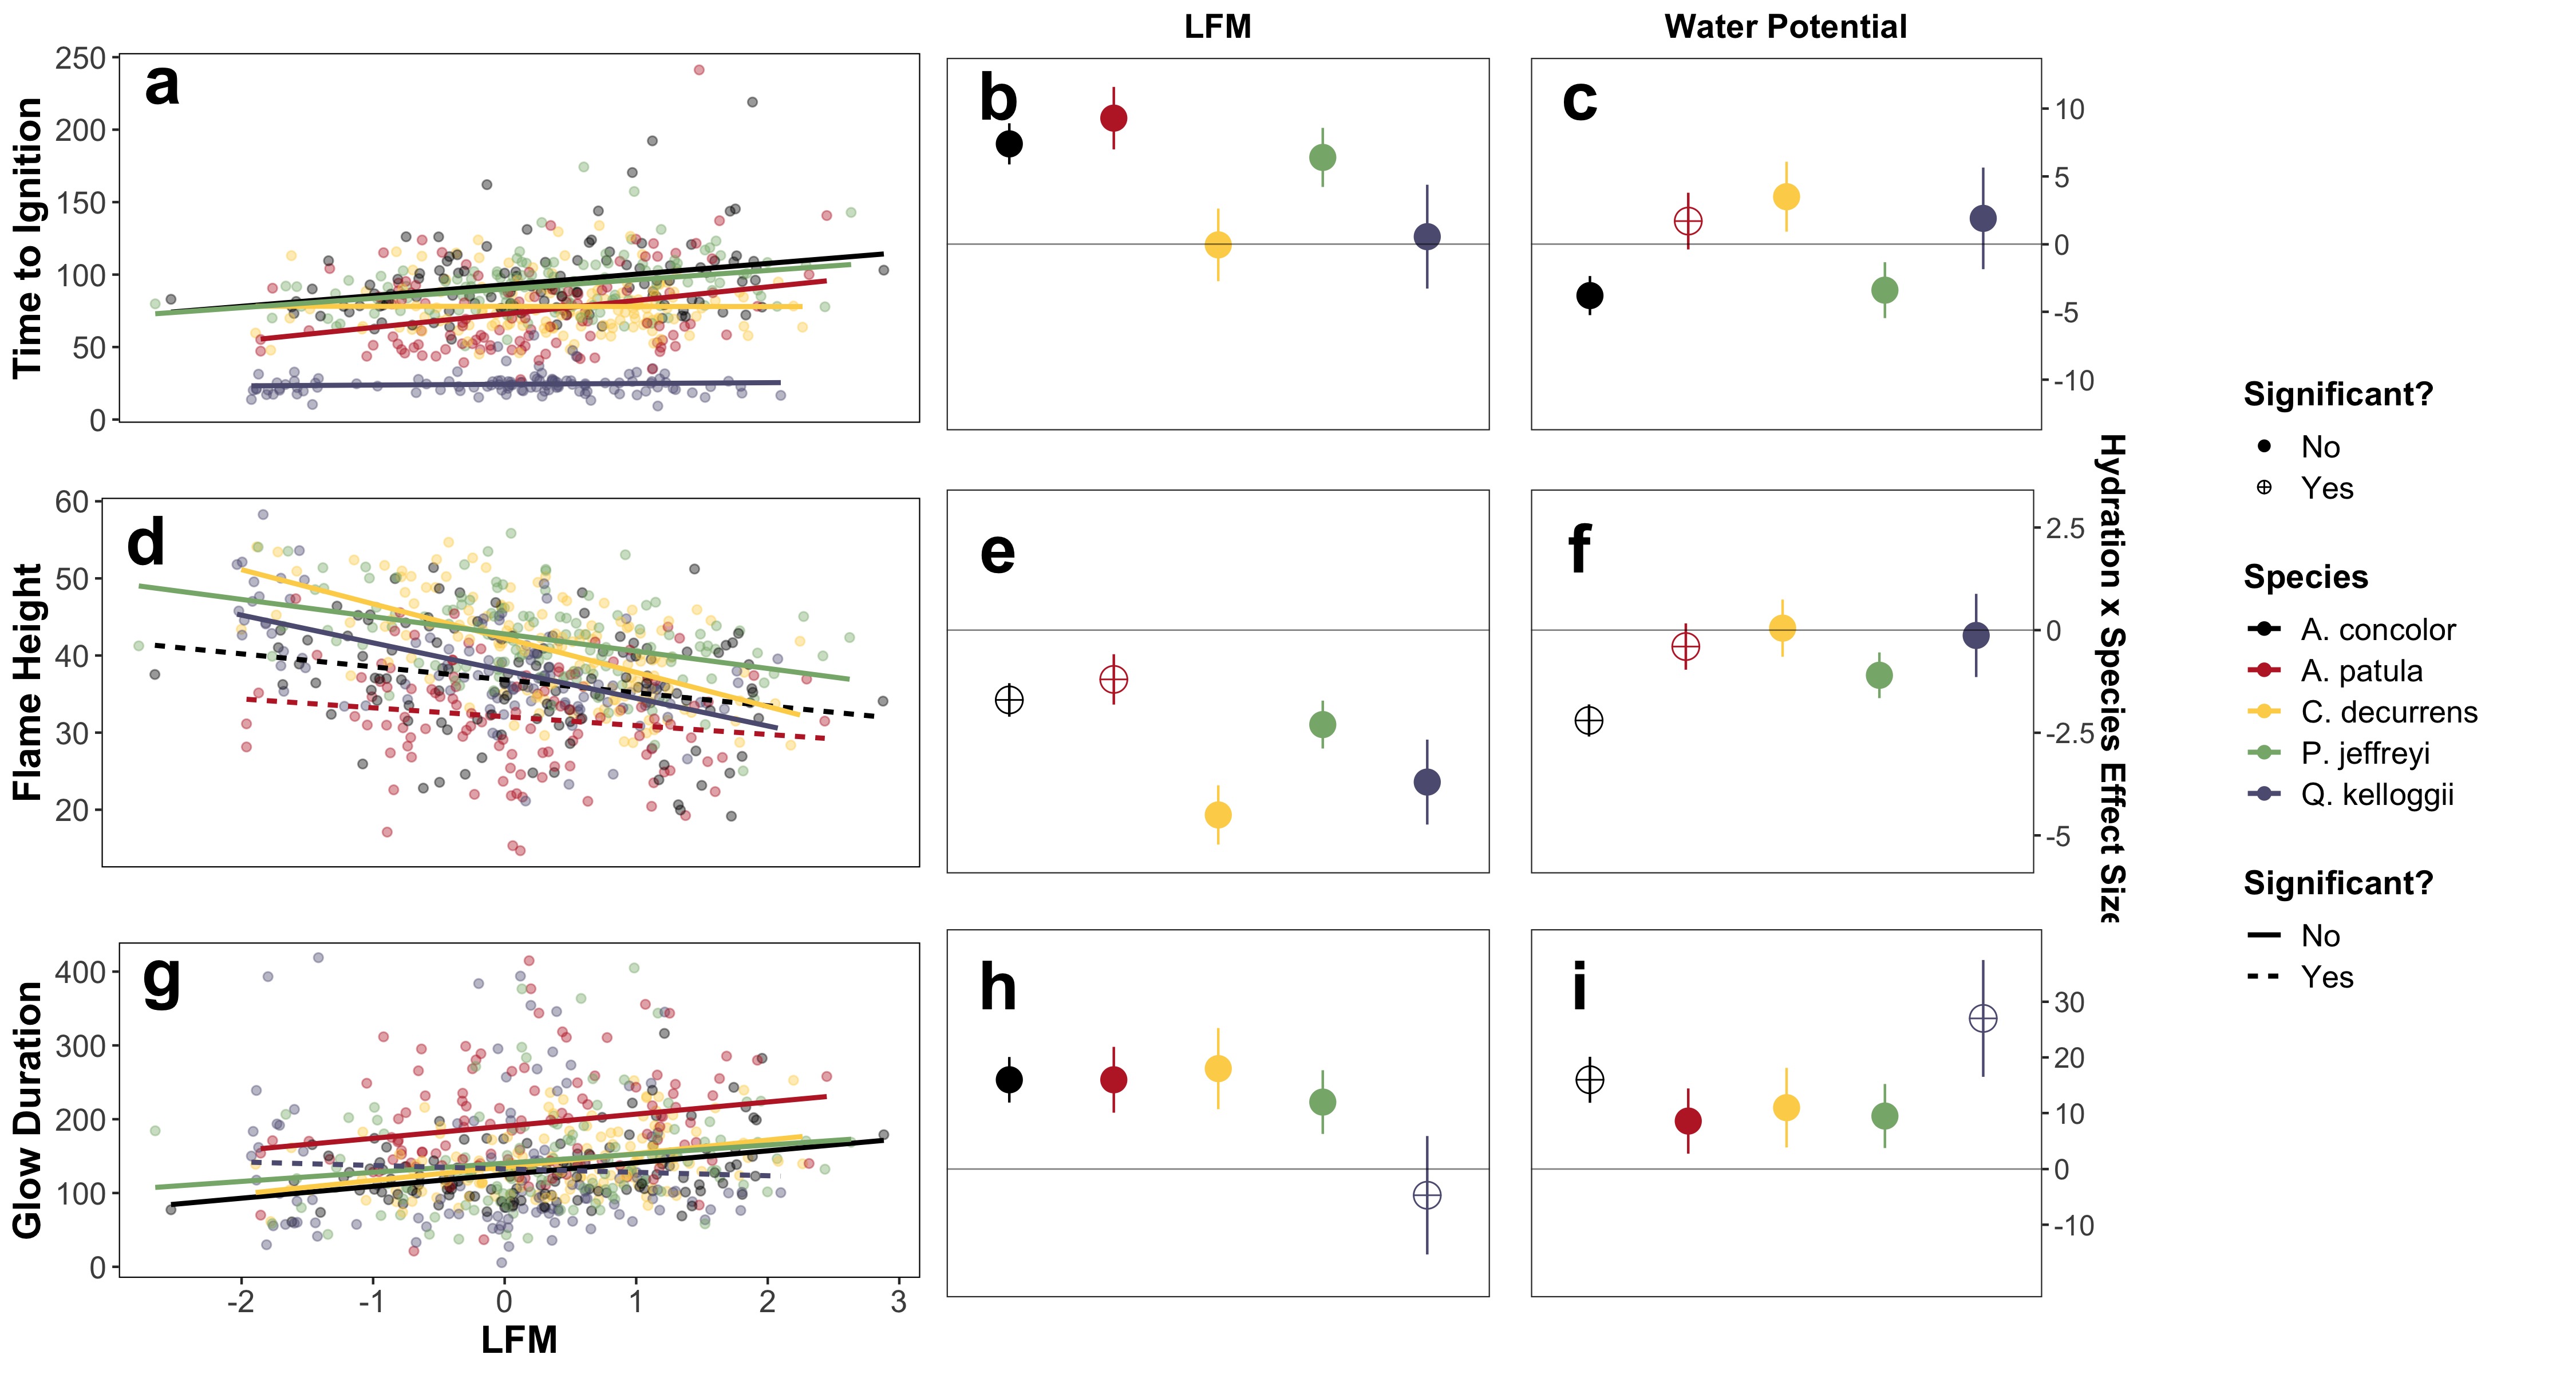 LFM
Water Potential
a
b
c
Time to Ignition
250
200
150
100
50
0
10
5
0
-5
-10
d
e
f
Flame Height
60
50
40
30
20
2.5
0
-2.5
-5
Hydration x Species Effect Size
g
h
i
Glow Duration
400
300
200
100
0
30
20
10
0
-10
-2 -1 0 1 2 3
LFM
Significant?
No
Yes
Species
A. concolor
A. patula
C. decurrens
P. jeffreyi
Q. kelloggii
Significant?
No
Yes